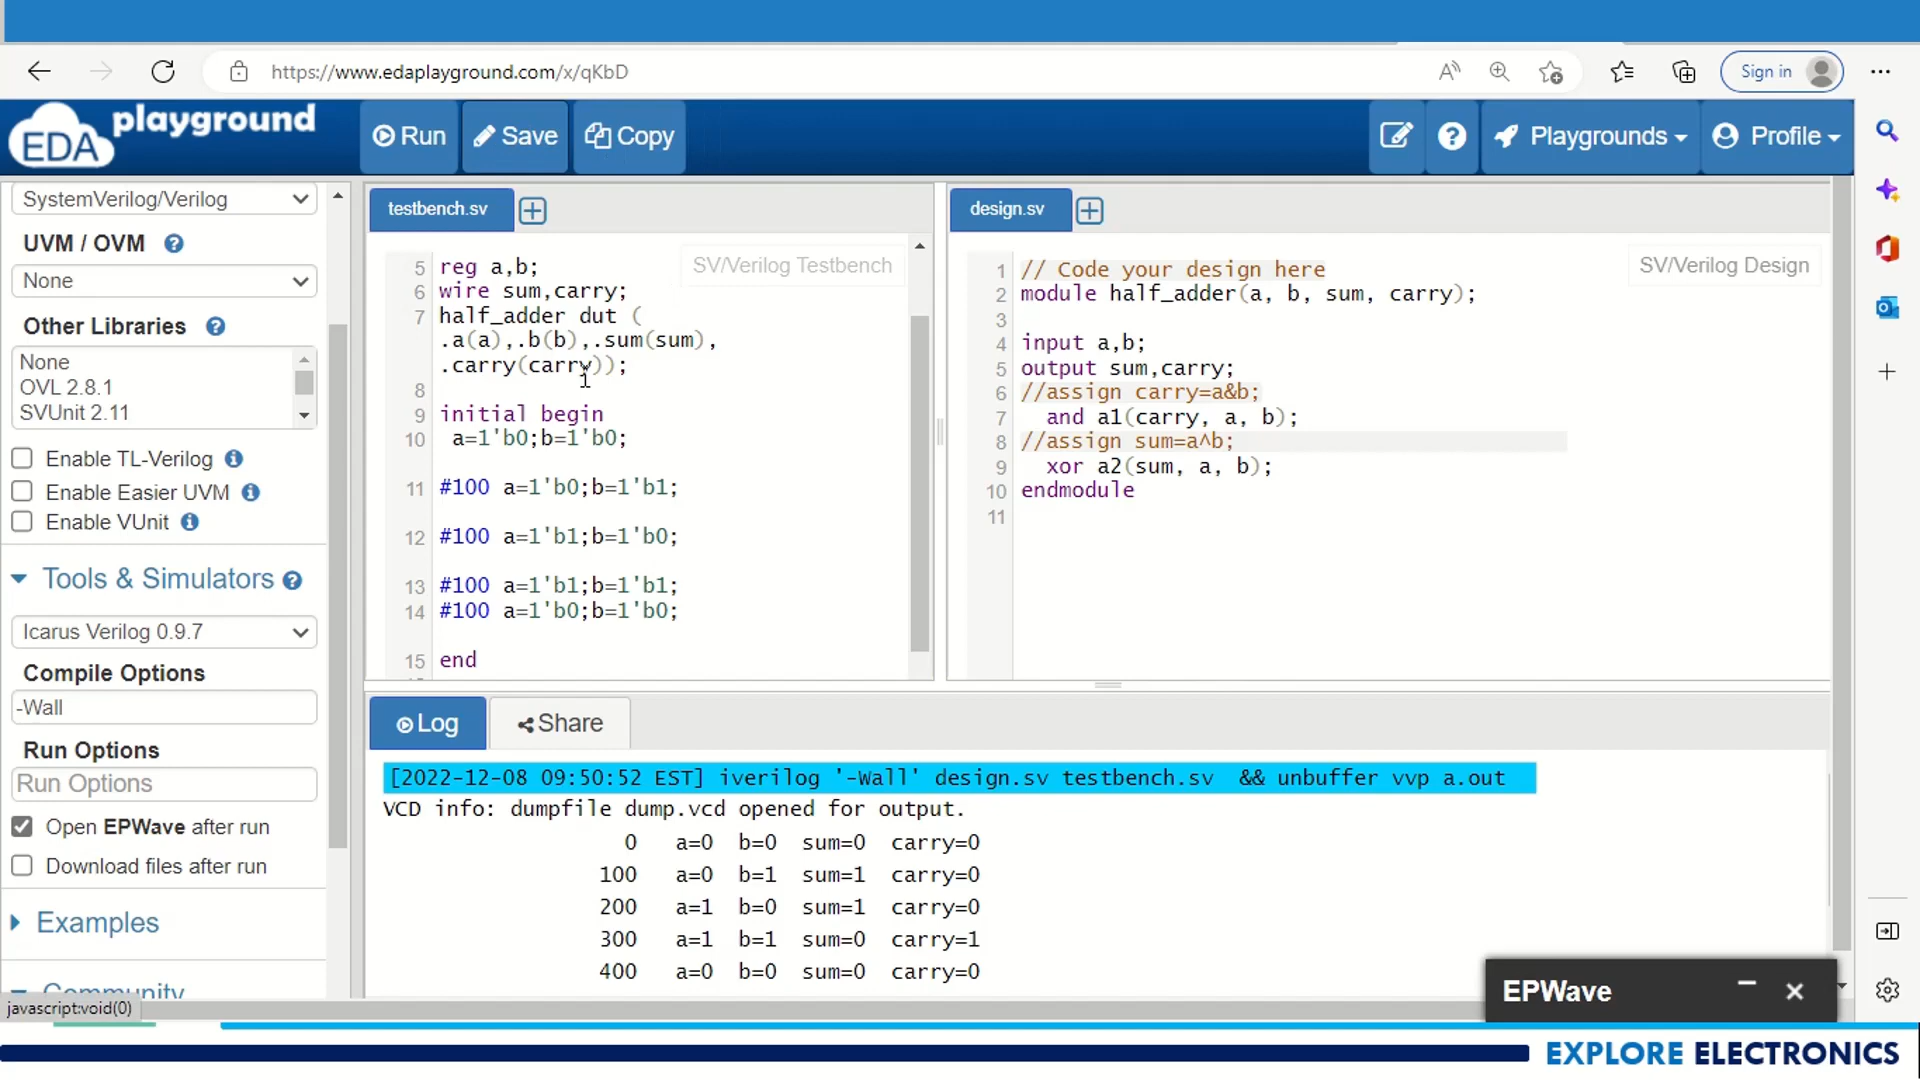 https://www.edaplayground.com/x/qKbD
Sign in
EDA playground
Run
Save
Copy
Playgrounds
Profile
SystemVerilog/Verilog
UVM / OVM
None
Other Libraries
None
OVL 2.8.1
SVUnit 2.11
Enable TL-Verilog
Enable Easier UVM
Enable VUnit
Tools & Simulators
Icarus Verilog 0.9.7
Compile Options
-Wall
Run Options
Run Options
Open EPWave after run
Download files after run
Examples
Community
javascript:void(0)
testbench.sv
SV/Verilog Testbench
5 reg a,b;
6 wire sum,carry;
7 half_adder dut (
.a(a),.b(b),.sum(sum),
.carry(carry));
8
9 initial begin
10 a=1'b0;b=1'b0;
11 #100 a=1'b0;b=1'b1;
12 #100 a=1'b1;b=1'b0;
13 #100 a=1'b1;b=1'b1;
14 #100 a=1'b0;b=1'b0;
15 end
design.sv
SV/Verilog Design
1 // Code your design here
2 module half_adder(a, b, sum, carry);
3
4 input a,b;
5 output sum,carry;
6 //assign carry=a&b;
7 and a1(carry, a, b);
8 //assign sum=a^b;
9 xor a2(sum, a, b);
10 endmodule
11
Log
Share
[2022-12-08 09:50:52 EST] iverilog '-Wall' design.sv testbench.sv && unbuffer vvp a.out
VCD info: dumpfile dump.vcd opened for output.
0 a=0 b=0 sum=0 carry=0
100 a=0 b=1 sum=1 carry=0
200 a=1 b=0 sum=1 carry=0
300 a=1 b=1 sum=0 carry=1
400 a=0 b=0 sum=0 carry=0
EPWave
EXPLORE ELECTRONICS